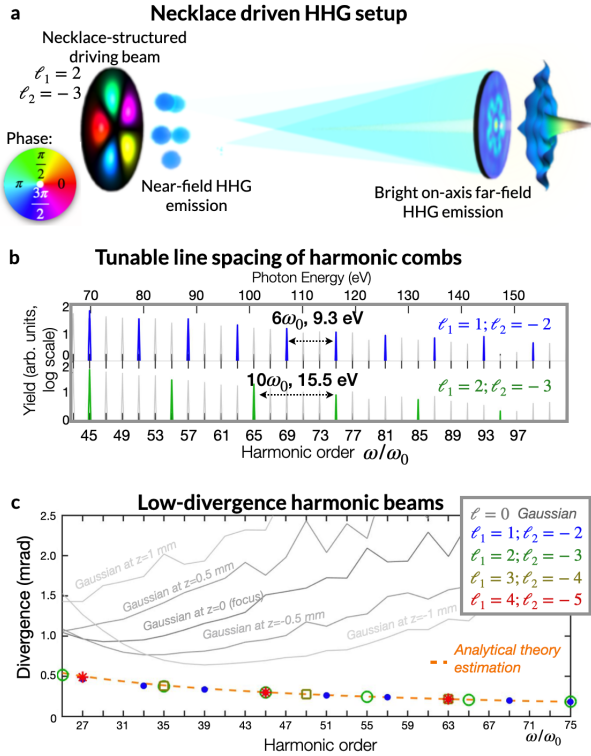 a Necklace driven HHG setup
Necklace-structured
driving beam
ℓ₁ = 2
ℓ₂ = − 3
Phase:
π/2
π
0
3π/2
Near-field HHG
emission
Bright on-axis far-field
HHG emission
b Tunable line spacing of harmonic combs
Photon Energy (eV)
70 80 90 100 110 120 130 140 150
Yield (arb. units,
log scale)
2
1
0
6ω₀, 9.3 eV
ℓ₁ = 1; ℓ₂ = − 2
2
1
0
10ω₀, 15.5 eV
ℓ₁ = 2; ℓ₂ = − 3
45 49 53 57 61 65 69 73 77 81 85 89 93 97
Harmonic order ω/ω₀
c Low-divergence harmonic beams
Divergence (mrad)
2.5
2.0
1.5
1.0
0.5
0
Gaussian at z=1 mm
Gaussian at z=0.5 mm
Gaussian at z=0 (focus)
Gaussian at z=-0.5 mm
Gaussian at z=-1 mm
ℓ = 0 Gaussian
ℓ₁ = 1; ℓ₂ = − 2
ℓ₁ = 2; ℓ₂ = − 3
ℓ₁ = 3; ℓ₂ = − 4
ℓ₁ = 4; ℓ₂ = − 5
Analytical theory
estimation
27 33 39 45 51 57 63 69 75
Harmonic order
ω/ω₀